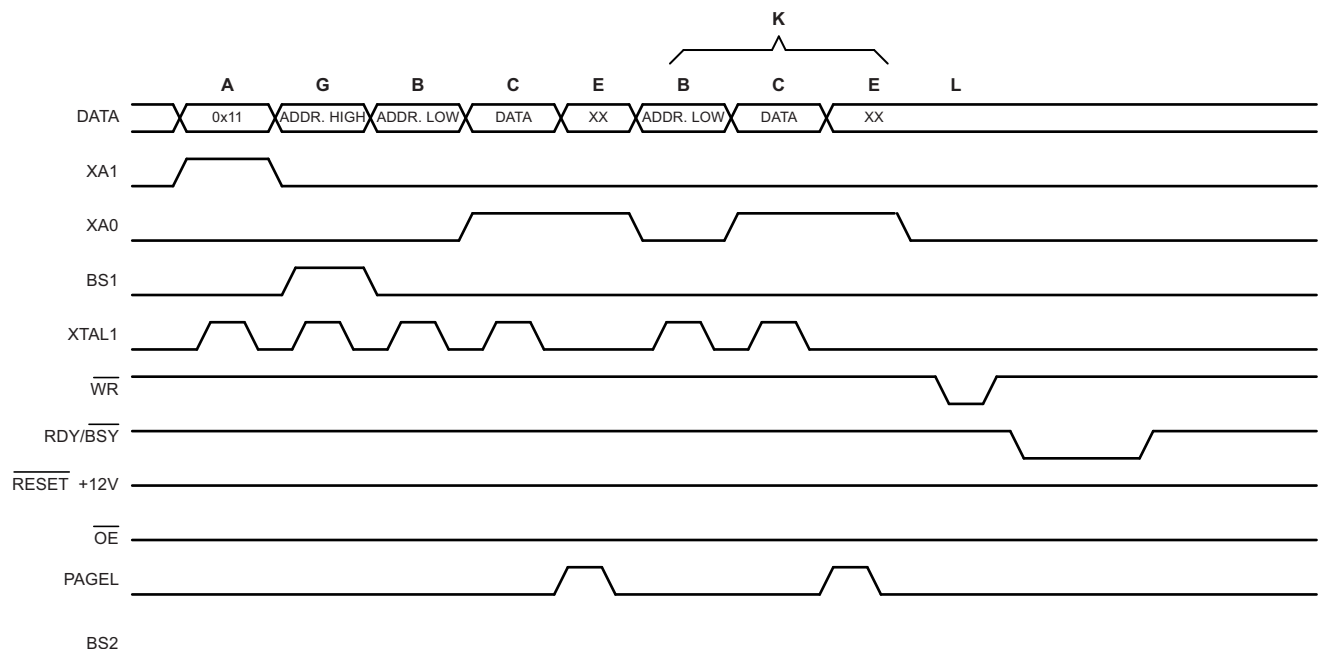 K
A G B C E B C E L
DATA 0x11 ADDR. HIGH ADDR. LOW DATA XX ADDR. LOW DATA XX
XA1
XA0
BS1
XTAL1
WR
RDY/BSY
RESET +12V
OE
PAGEL
BS2